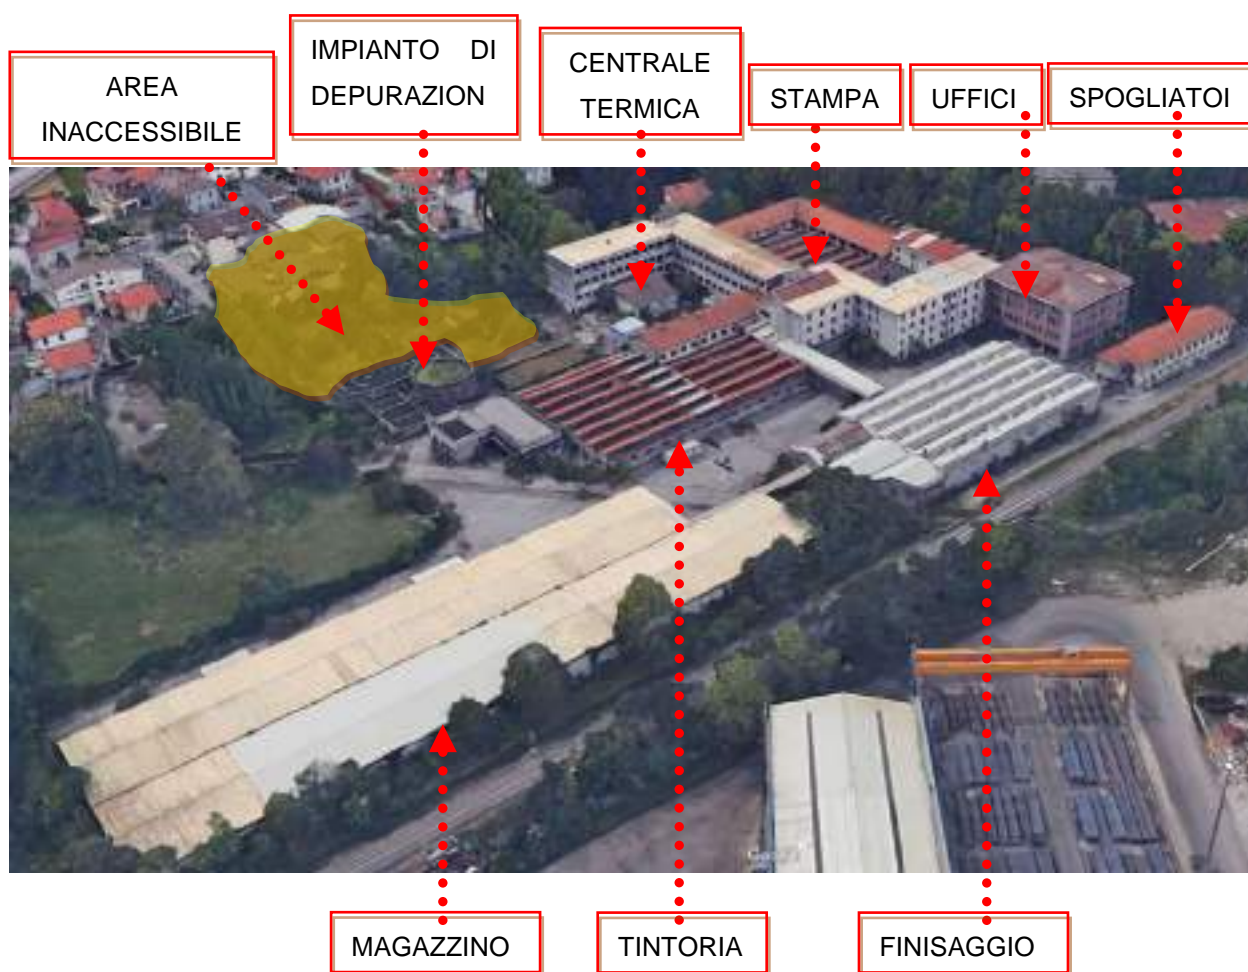 AREA
INACCESSIBILE
IMPIANTO DI
DEPURAZION
CENTRALE
TERMICA
STAMPA
UFFICI
SPOGLIATOI
MAGAZZINO
TINTORIA
FINISAGGIO